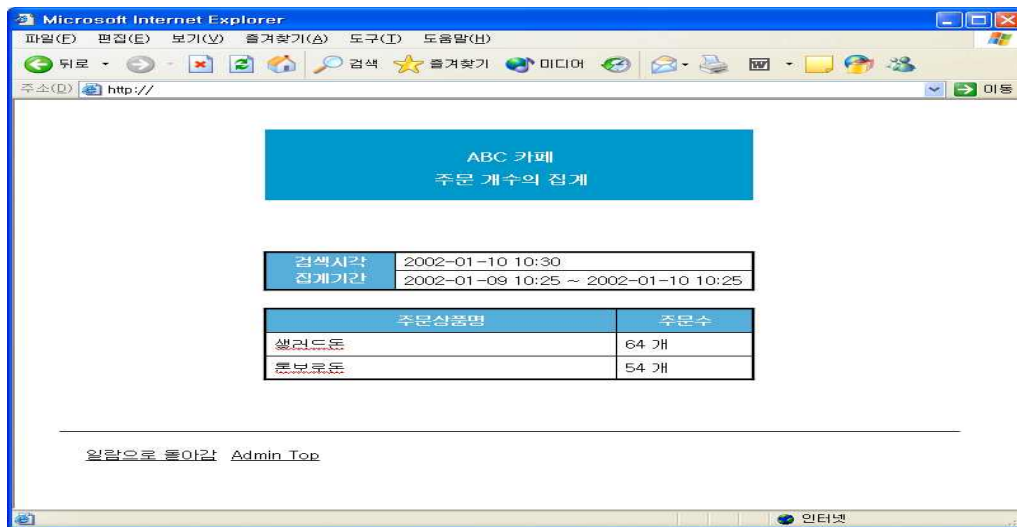 Microsoft Internet Explorer
파일(F) 편집(E) 보기(V) 즐겨찾기(A) 도구(T) 도움말(H)
뒤로 검색 즐겨찾기 미디어
주소(D) http:// 이동
ABC 카페
주문 개수의 집계
검색시각 2002-01-10 10:30
집계기간 2002-01-09 10:25 ~ 2002-01-10 10:25
주문상품명 주문수
샐러드돈 64 개
톤보로돈 54 개
일람으로 돌아감 Admin Top
인터넷